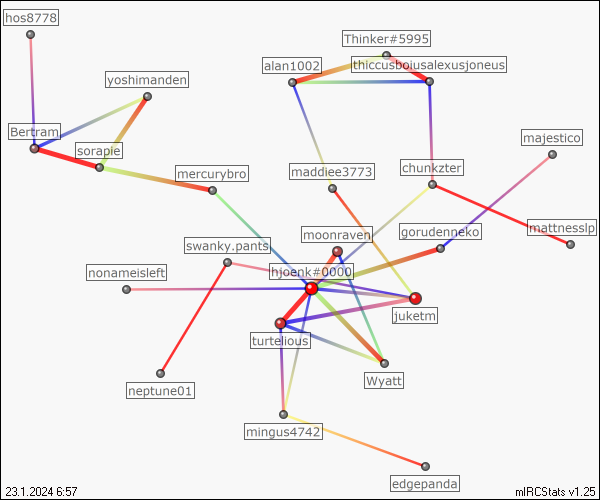 hos8778
Thinker#5995
alan1002
thiccusboiusalexusjoneus
yoshimanden
Bertram
majestico
sorapie
mercurybro
maddiee3773
chunkzter
mattnesslp
moonraven
gorudenneko
swanky.pants
nonameisleft
hjoenk#0000
juketm
turtelious
Wyatt
neptune01
mingus4742
edgepanda
23.1.2024 6:57
mIRCStats v1.25